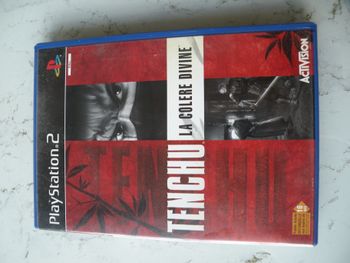 PlayStation.2
TENCHU
LA COLERE DIVINE
ACTIVISION
TENCHU